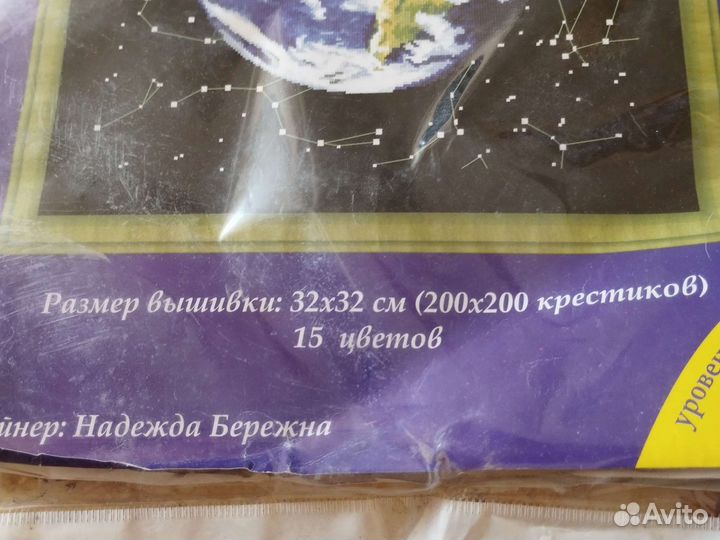 Размер вышивки: 32x32 см (200x200 крестиков)
15 цветов
йнер: Надежда Бережна
уровен
Avito